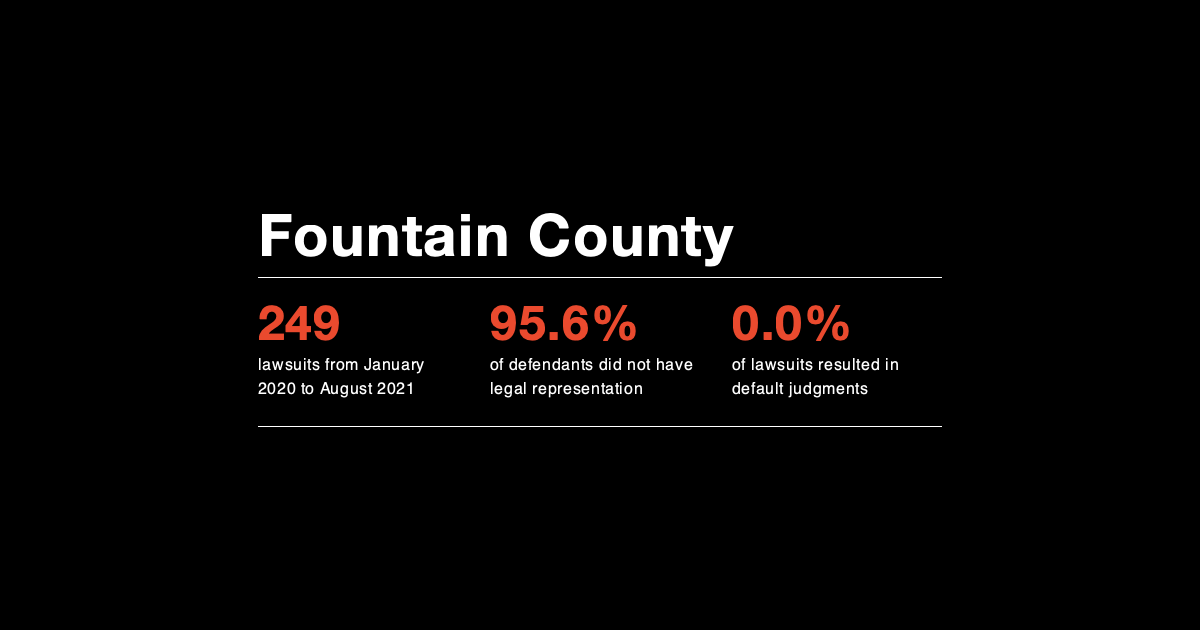 Fountain County
249
lawsuits from January
2020 to August 2021
95.6%
of defendants did not have
legal representation
0.0%
of lawsuits resulted in
default judgments